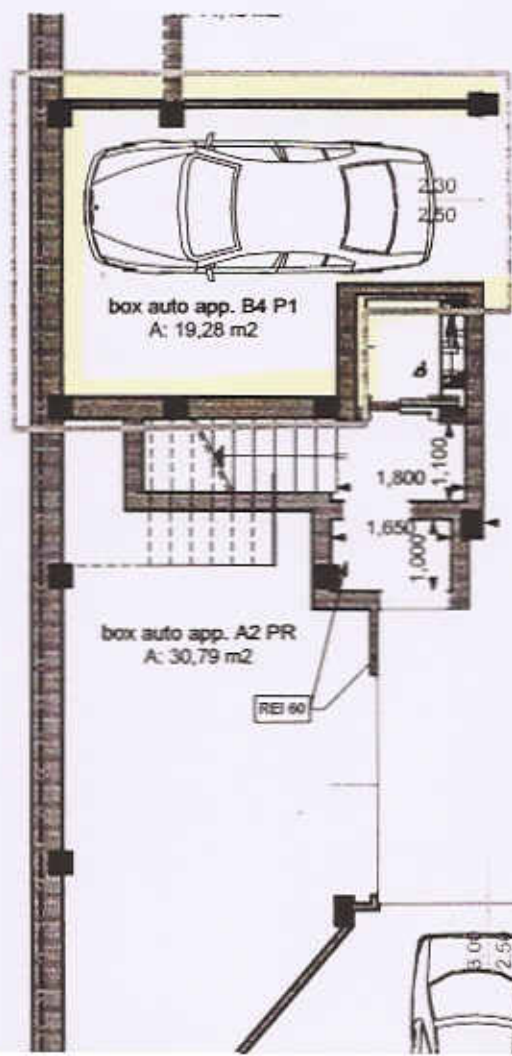 2.30
2.50
box auto app. B4 P1
A: 19,28 m2
1,800
1,100
1,650
1,000
box auto app. A2 PR
A: 30,79 m2
REI 60
3.00
2.50